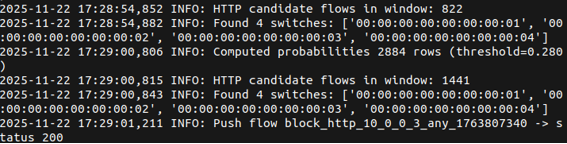 2025-11-22 17:28:54,852 INFO: HTTP candidate flows in window: 822
2025-11-22 17:28:54,882 INFO: Found 4 switches: ['00:00:00:00:00:00:00:01', '00
:00:00:00:00:00:00:02', '00:00:00:00:00:00:00:03', '00:00:00:00:00:00:00:04']
2025-11-22 17:29:00,806 INFO: Computed probabilities 2884 rows (threshold=0.280
)
2025-11-22 17:29:00,815 INFO: HTTP candidate flows in window: 1441
2025-11-22 17:29:00,843 INFO: Found 4 switches: ['00:00:00:00:00:00:00:01', '00
:00:00:00:00:00:00:02', '00:00:00:00:00:00:00:03', '00:00:00:00:00:00:00:04']
2025-11-22 17:29:01,211 INFO: Push flow block_http_10_0_0_3_any_1763807340 -> s
tatus 200